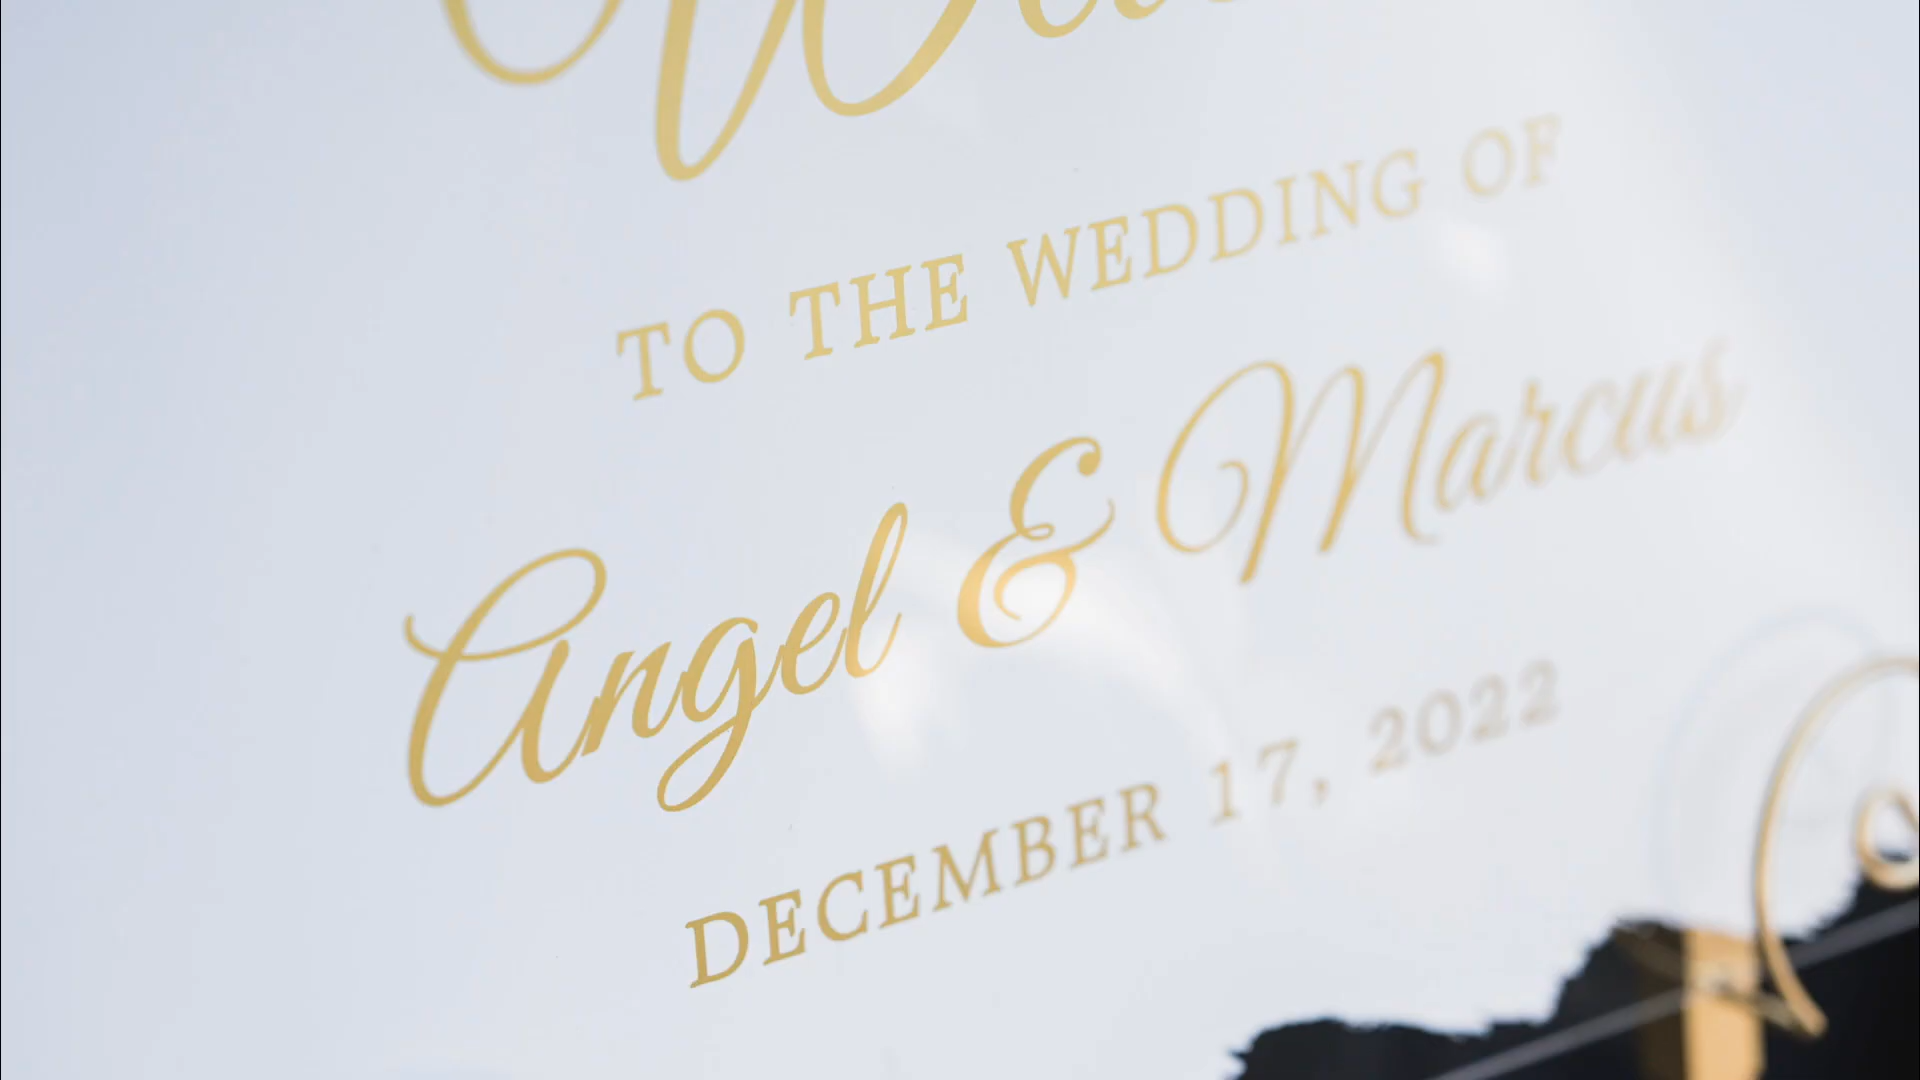 TO THE WEDDING OF
Angel & Marcus
DECEMBER 17, 2022